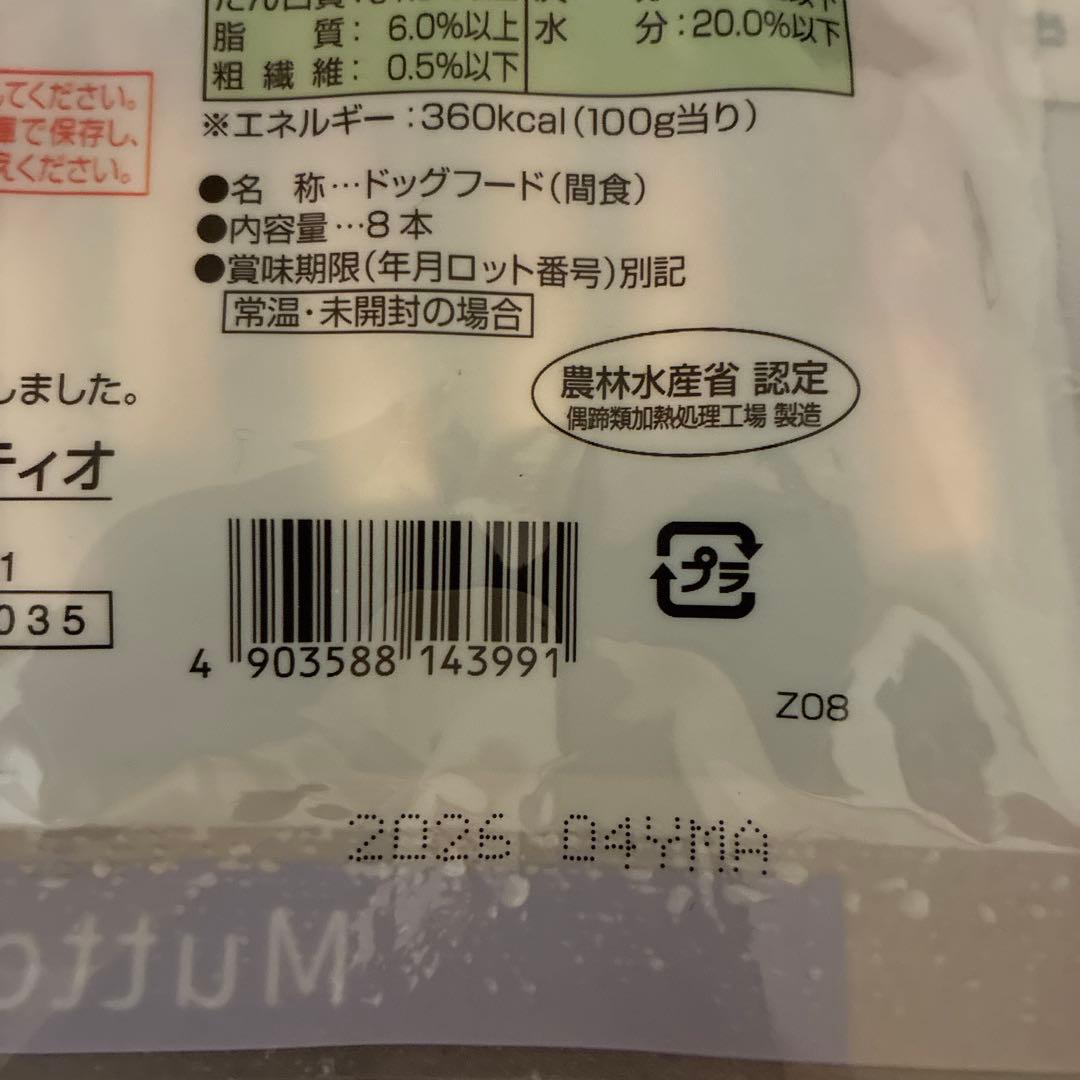 脂 質： 6.0%以上 水 分：20.0%以下
粗 繊 維： 0.5%以下
※エネルギー：360kcal（100g当り）
てください。
庫で保存し、
えください。
●名 称…ドッグフード（間食）
●内容量…8 本
●賞味期限（年月ロット番号）別記
常温・未開封の場合
農林水産省 認定
偶蹄類加熱処理工場 製造
しました。
ティオ
1
035
プラ
4 903588 143991
Z08
2026 04YMA
Mutto